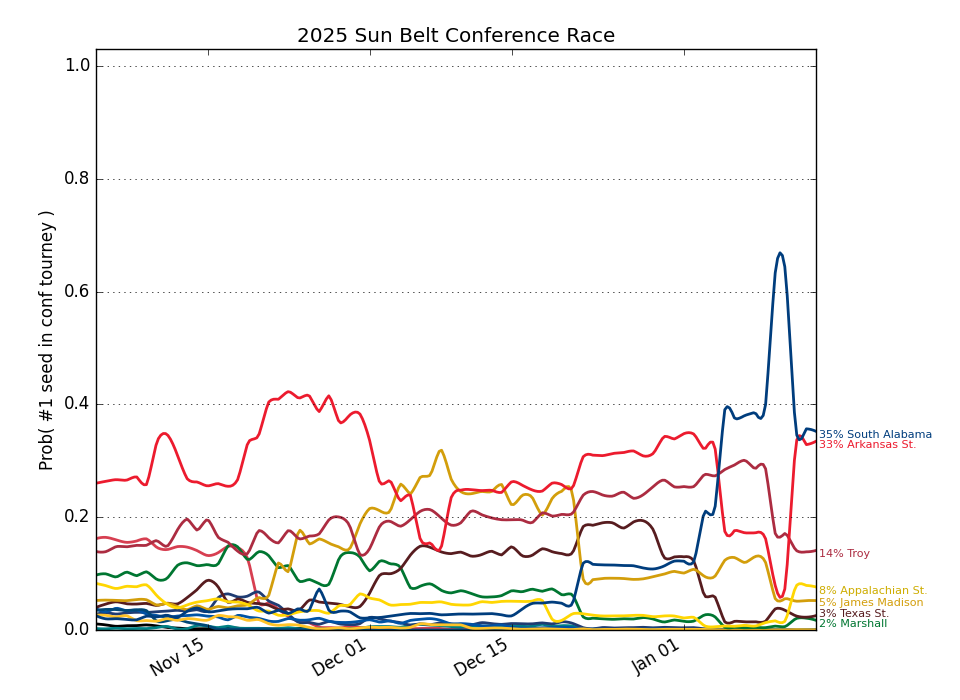 2025 Sun Belt Conference Race
Prob( #1 seed in conf tourney )
1.0
0.8
0.6
0.4
0.2
0.0
Nov 15
Dec 01
Dec 15
Jan 01
35% South Alabama
33% Arkansas St.
14% Troy
8% Appalachian St.
5% James Madison
3% Texas St.
2% Marshall